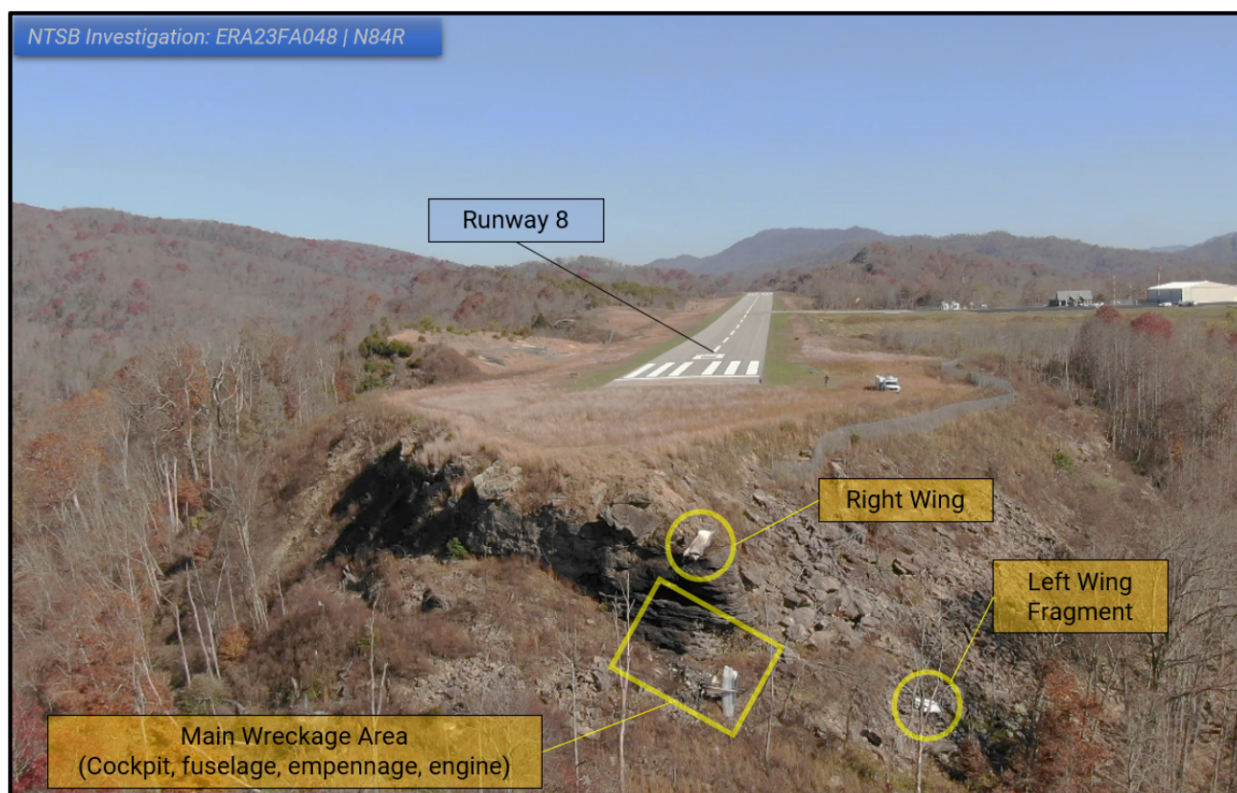 NTSB Investigation: ERA23FA048 | N84R
Runway 8
Right Wing
Left Wing
Fragment
Main Wreckage Area
(Cockpit, fuselage, empennage, engine)